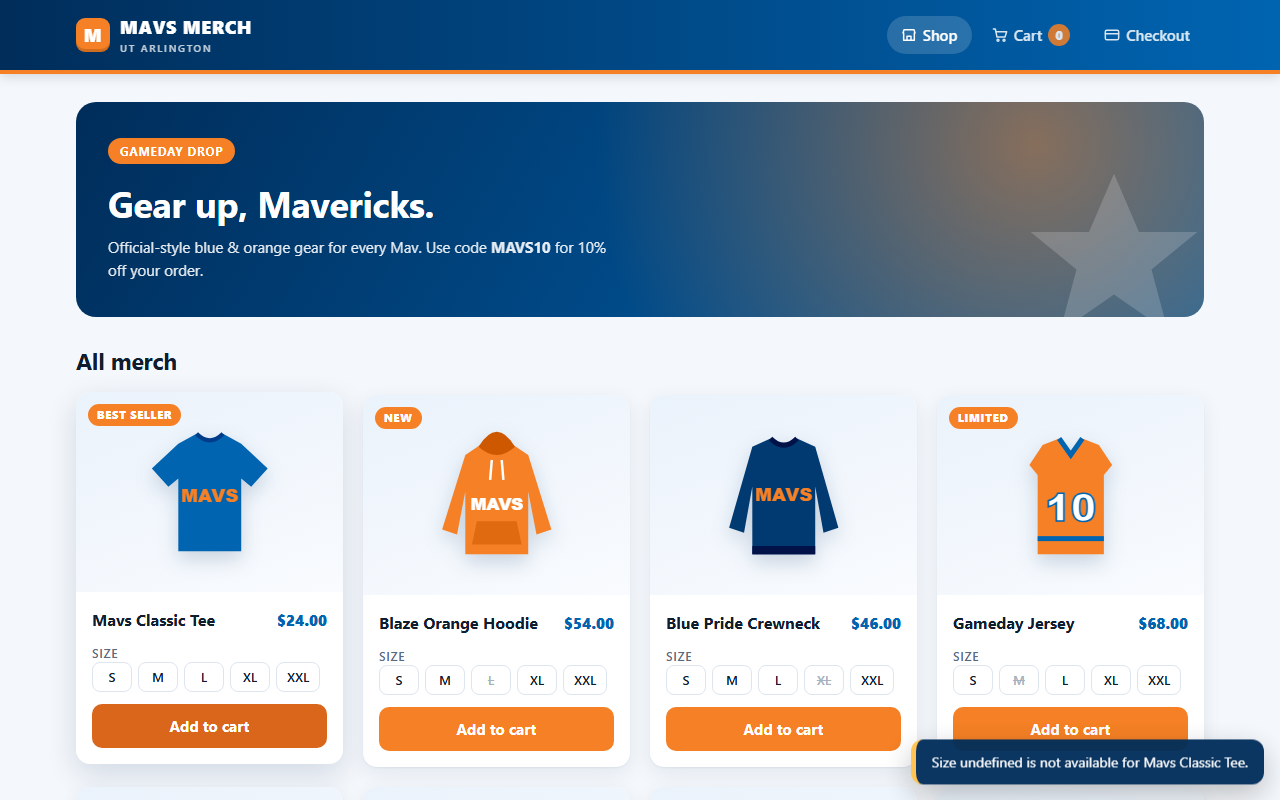 M MAVS MERCH
UT ARLINGTON
Shop
Cart 0
Checkout
GAMEDAY DROP
Gear up, Mavericks.
Official-style blue & orange gear for every Mav. Use code MAVS10 for 10%
off your order.
All merch
BEST SELLER
MAVS
Mavs Classic Tee $24.00
SIZE
S M L XL XXL
Add to cart
NEW
MAVS
Blaze Orange Hoodie $54.00
SIZE
S M L XL XXL
Add to cart
MAVS
Blue Pride Crewneck $46.00
SIZE
S M L XL XXL
Add to cart
LIMITED
10
Gameday Jersey $68.00
SIZE
S M L XL XXL
Add to cart
Size undefined is not available for Mavs Classic Tee.